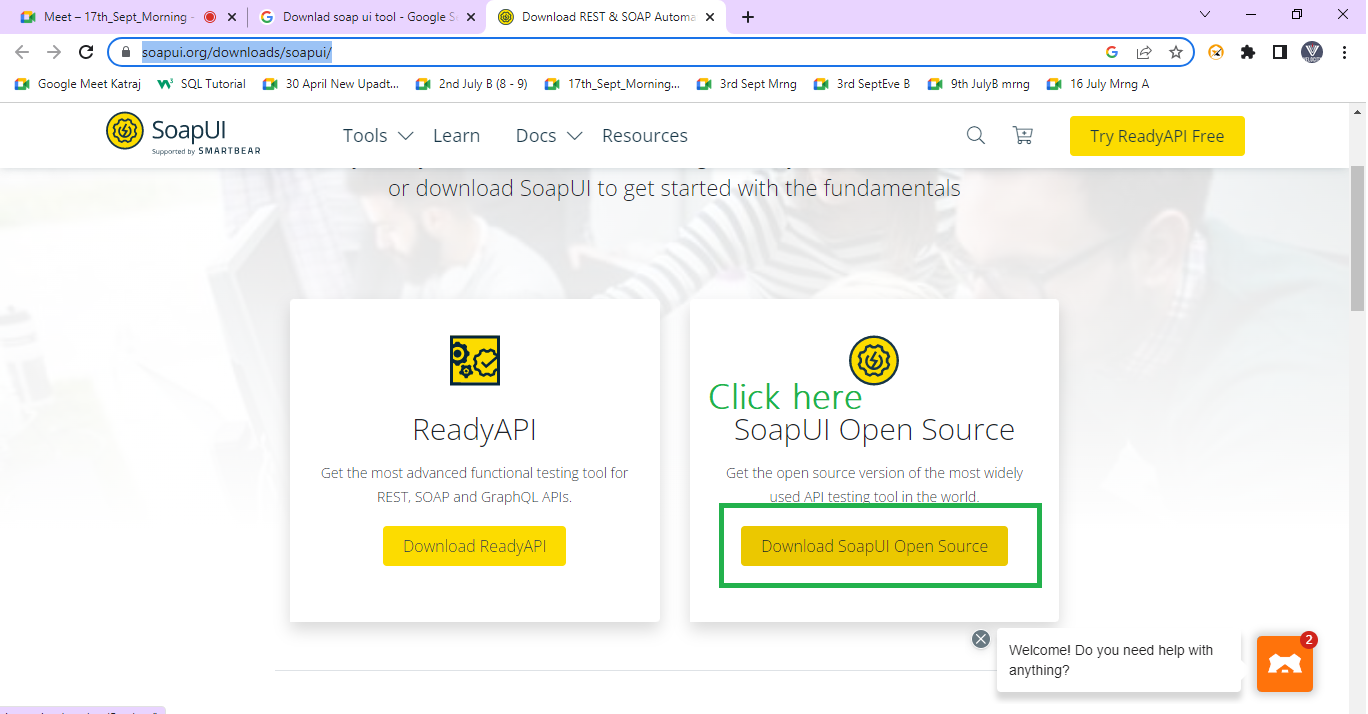 Meet – 17th_Sept_Morning -
Downlad soap ui tool - Google S
Download REST & SOAP Automa
soapui.org/downloads/soapui/
Google Meet Katraj
SQL Tutorial
30 April New Upadt...
2nd July B (8 - 9)
17th_Sept_Morning...
3rd Sept Mrng
3rd SeptEve B
9th JulyB mrng
16 July Mrng A
SoapUI
Supported by SMARTBEAR
Tools
Learn
Docs
Resources
Try ReadyAPI Free
or download SoapUI to get started with the fundamentals
ReadyAPI
Get the most advanced functional testing tool for
REST, SOAP and GraphQL APIs.
Download ReadyAPI
Click here
SoapUI Open Source
Get the open source version of the most widely
used API testing tool in the world.
Download SoapUI Open Source
Welcome! Do you need help with
anything?
2